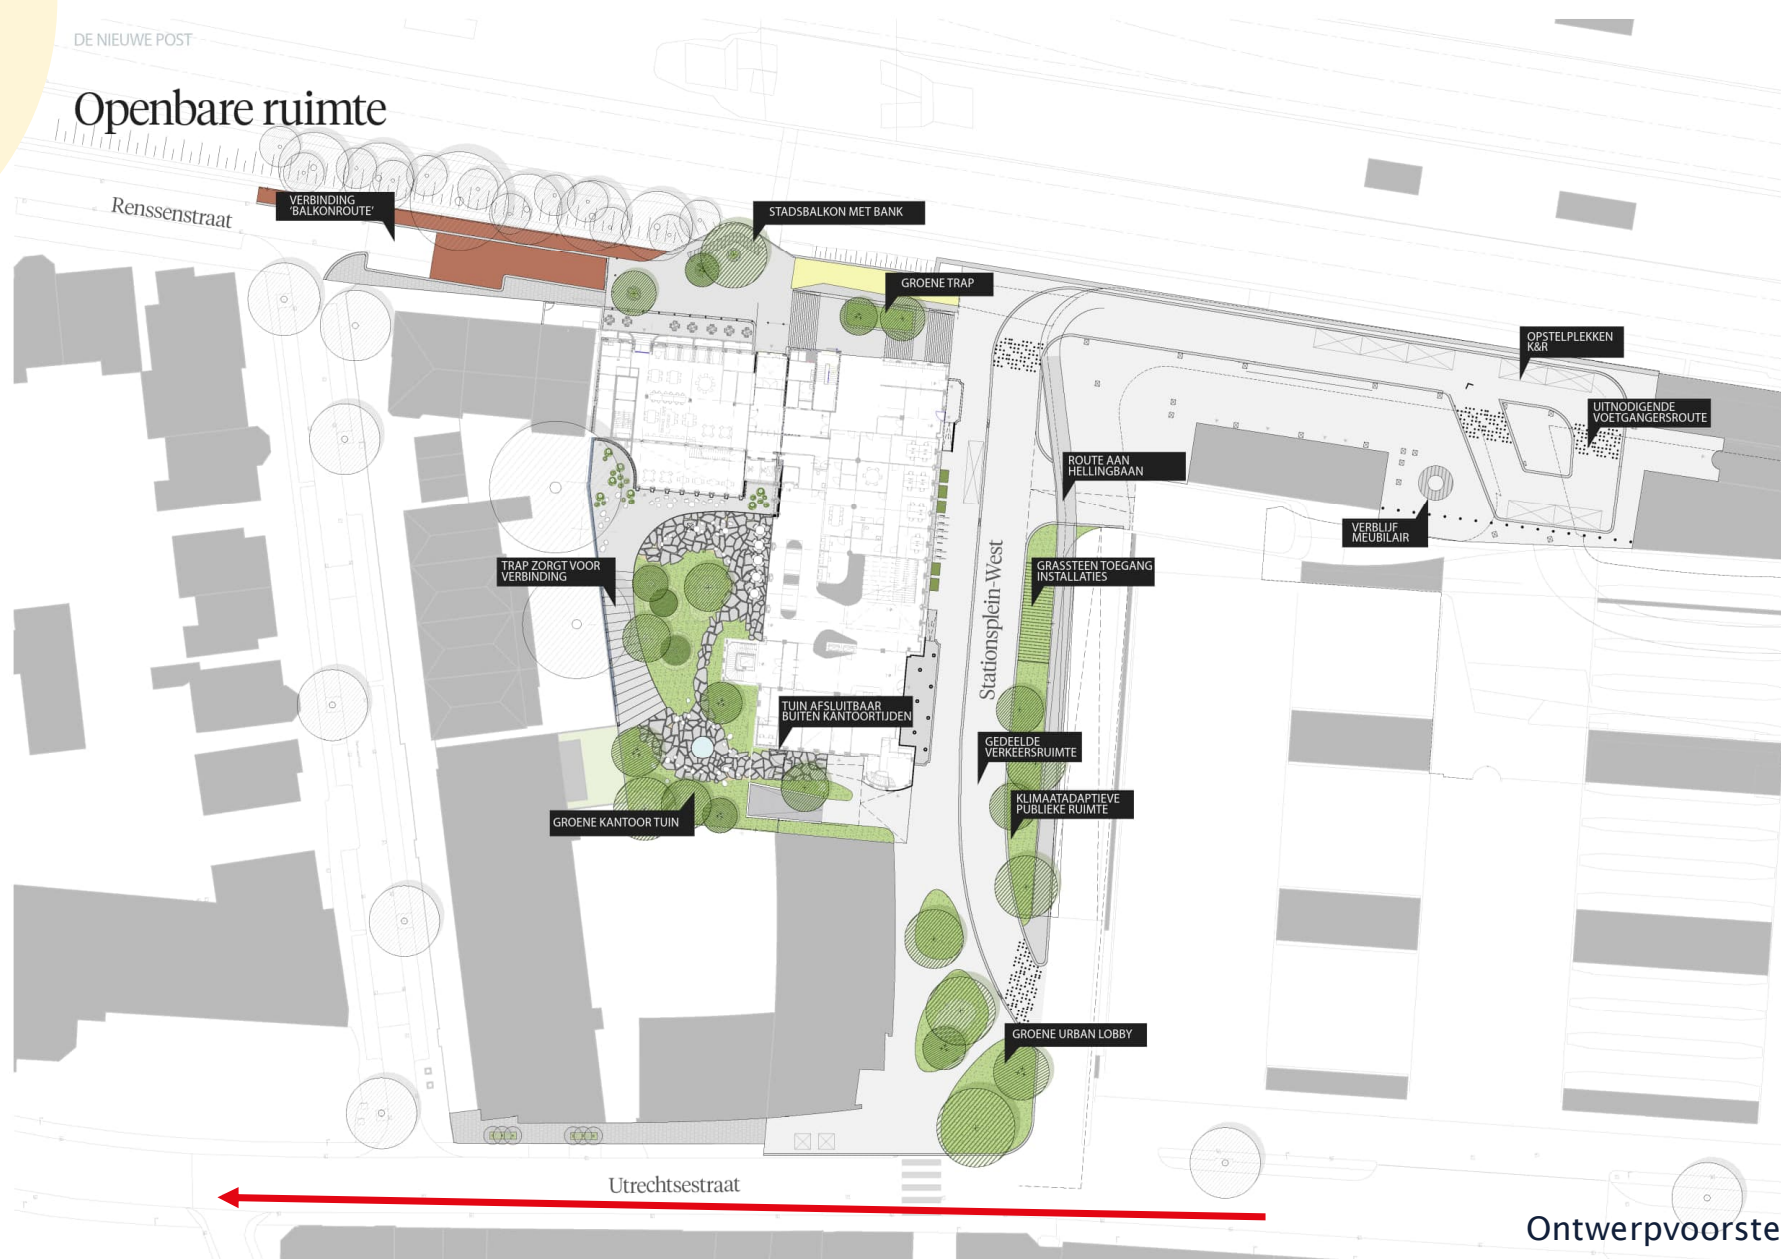 DE NIEUWE POST
Openbare ruimte
Renssenstraat
VERBINDING
'BALKONROUTE'
STADSBALKON MET BANK
GROENE TRAP
OPSTELPLEKKEN
K&R
UITNODIGENDE
VOETGANGERSROUTE
ROUTE AAN
HELLINGBAAN
VERBLIJF
MEUBILAIR
TRAP ZORGT VOOR
VERBINDING
GRASSTEEN TOEGANG
INSTALLATIES
Stationsplein-West
TUIN AFSLUITBAAR
BUITEN KANTOORTIJDEN
GEDEELDE
VERKEERSRUIMTE
KLIMAATADAPTIEVE
PUBLIEKE RUIMTE
GROENE KANTOOR TUIN
GROENE URBAN LOBBY
Utrechtsestraat
Ontwerpvoorste